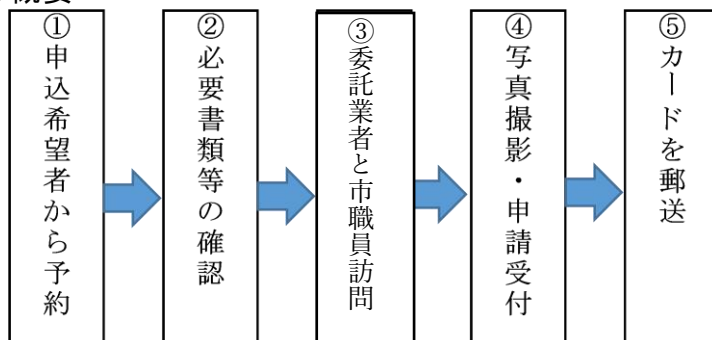 概要
①申込希望者から予約
②必要書類等の確認
③委託業者と市職員訪問
④写真撮影・申請受付
⑤カードを郵送